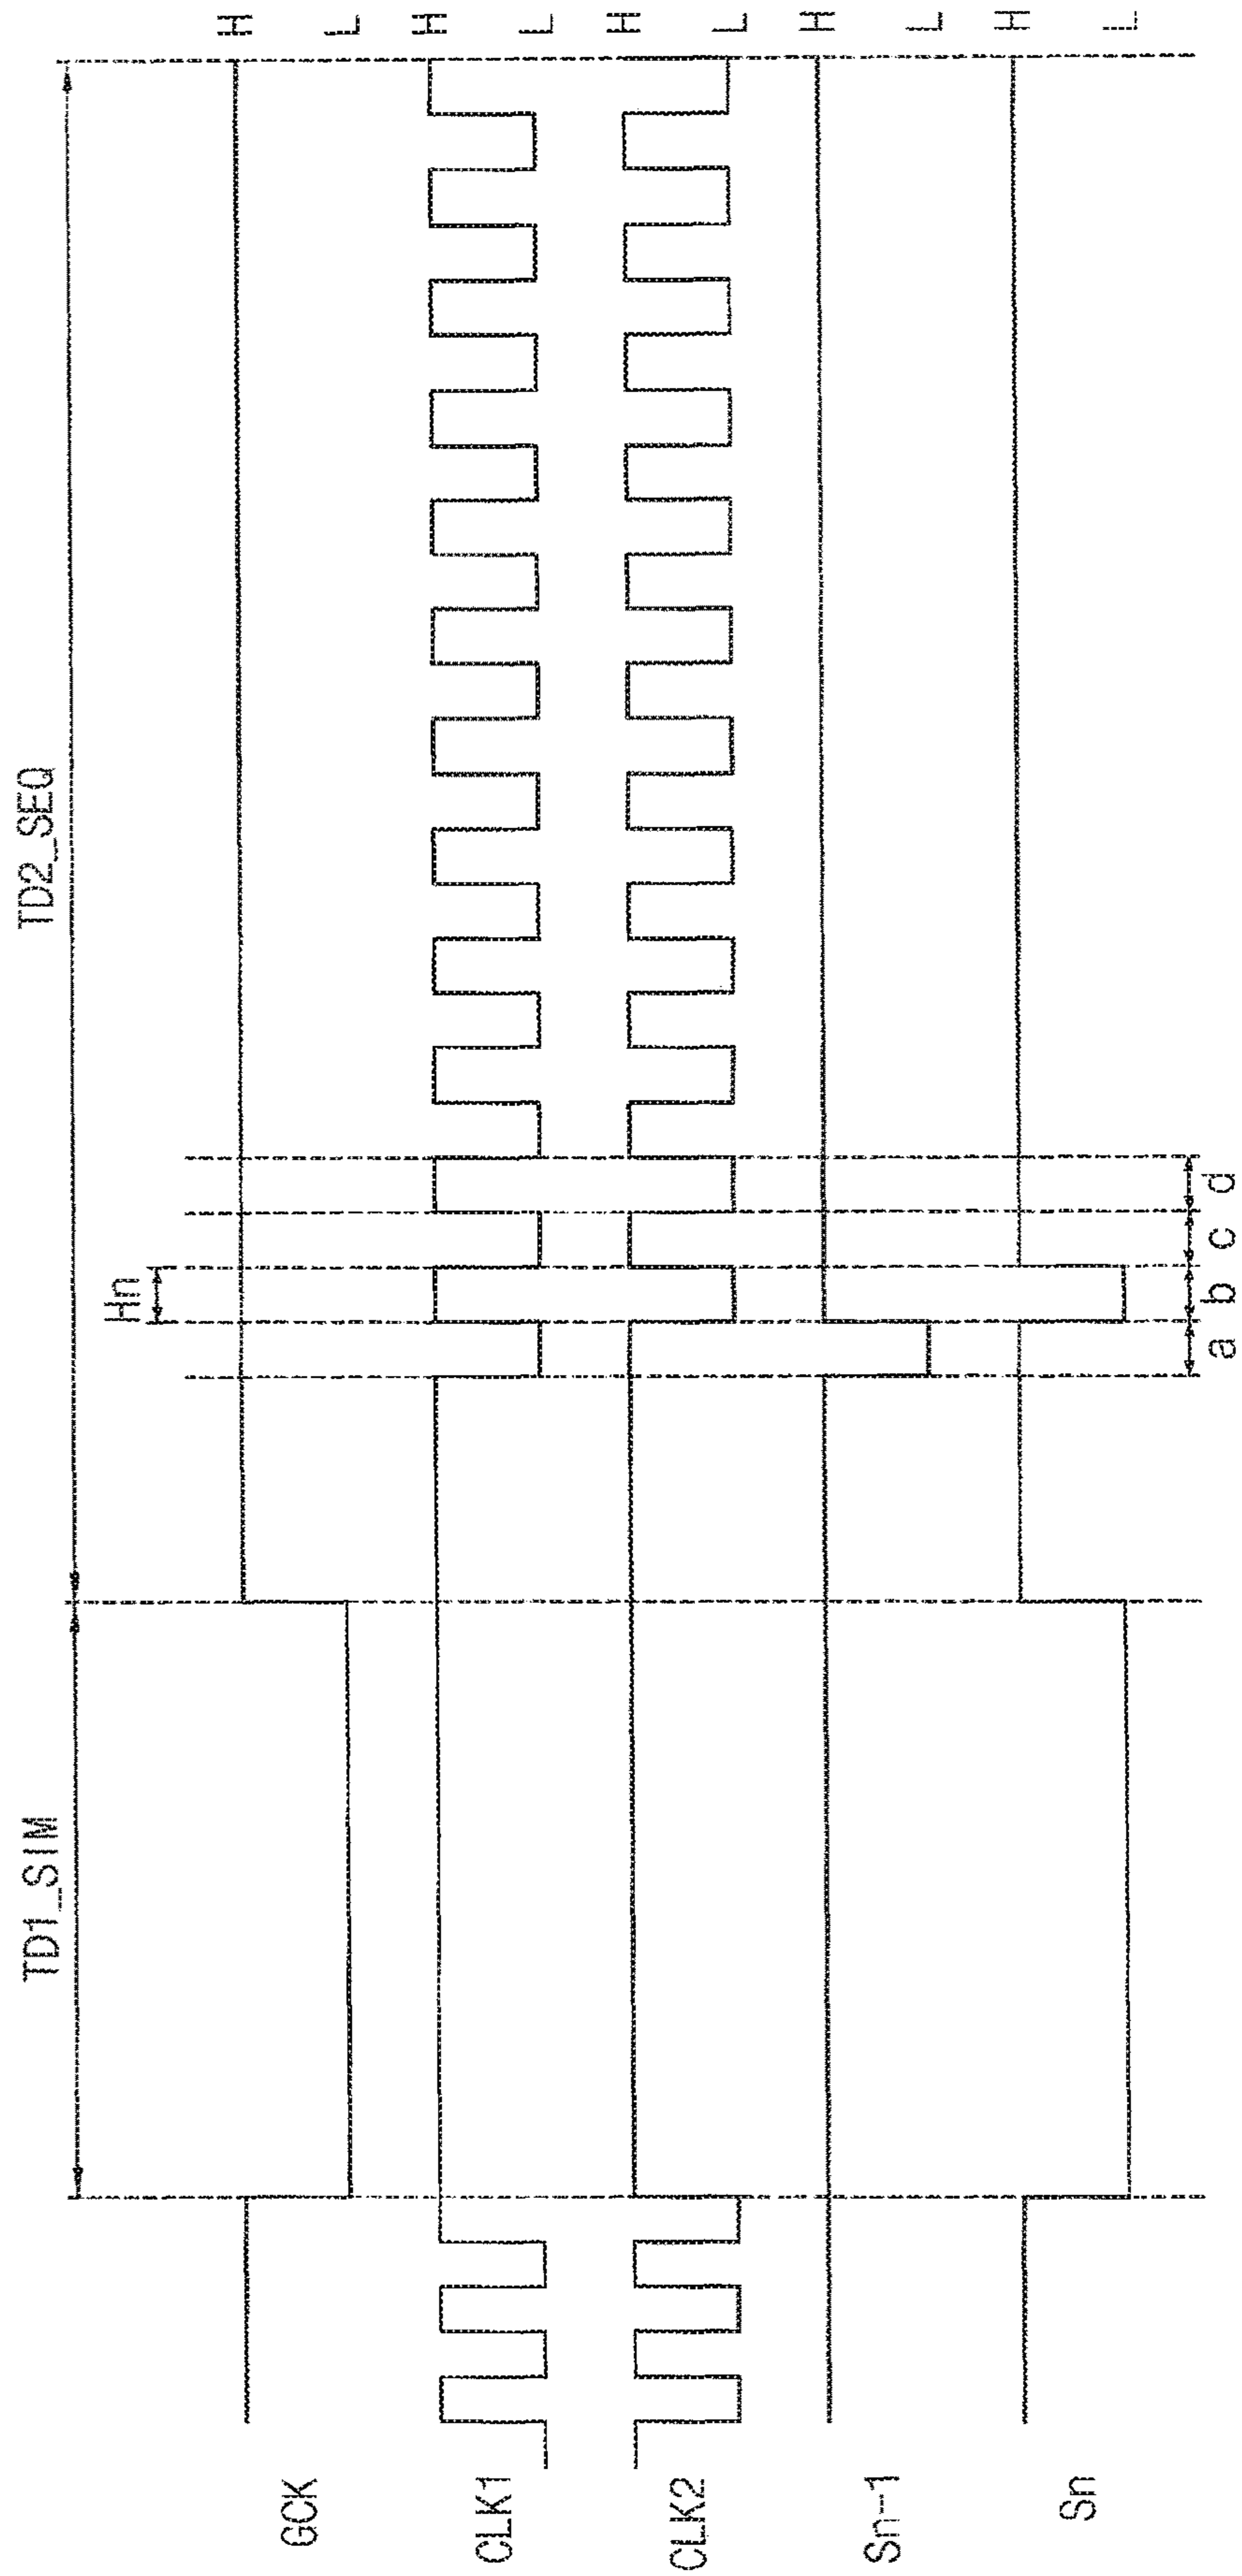 TD1_SIM
TD2_SEQ
Hn
GCK
H
L
CLK1
H
L
CLK2
H
L
Sn-1
H
L
Sn
H
L
a
b
c
d